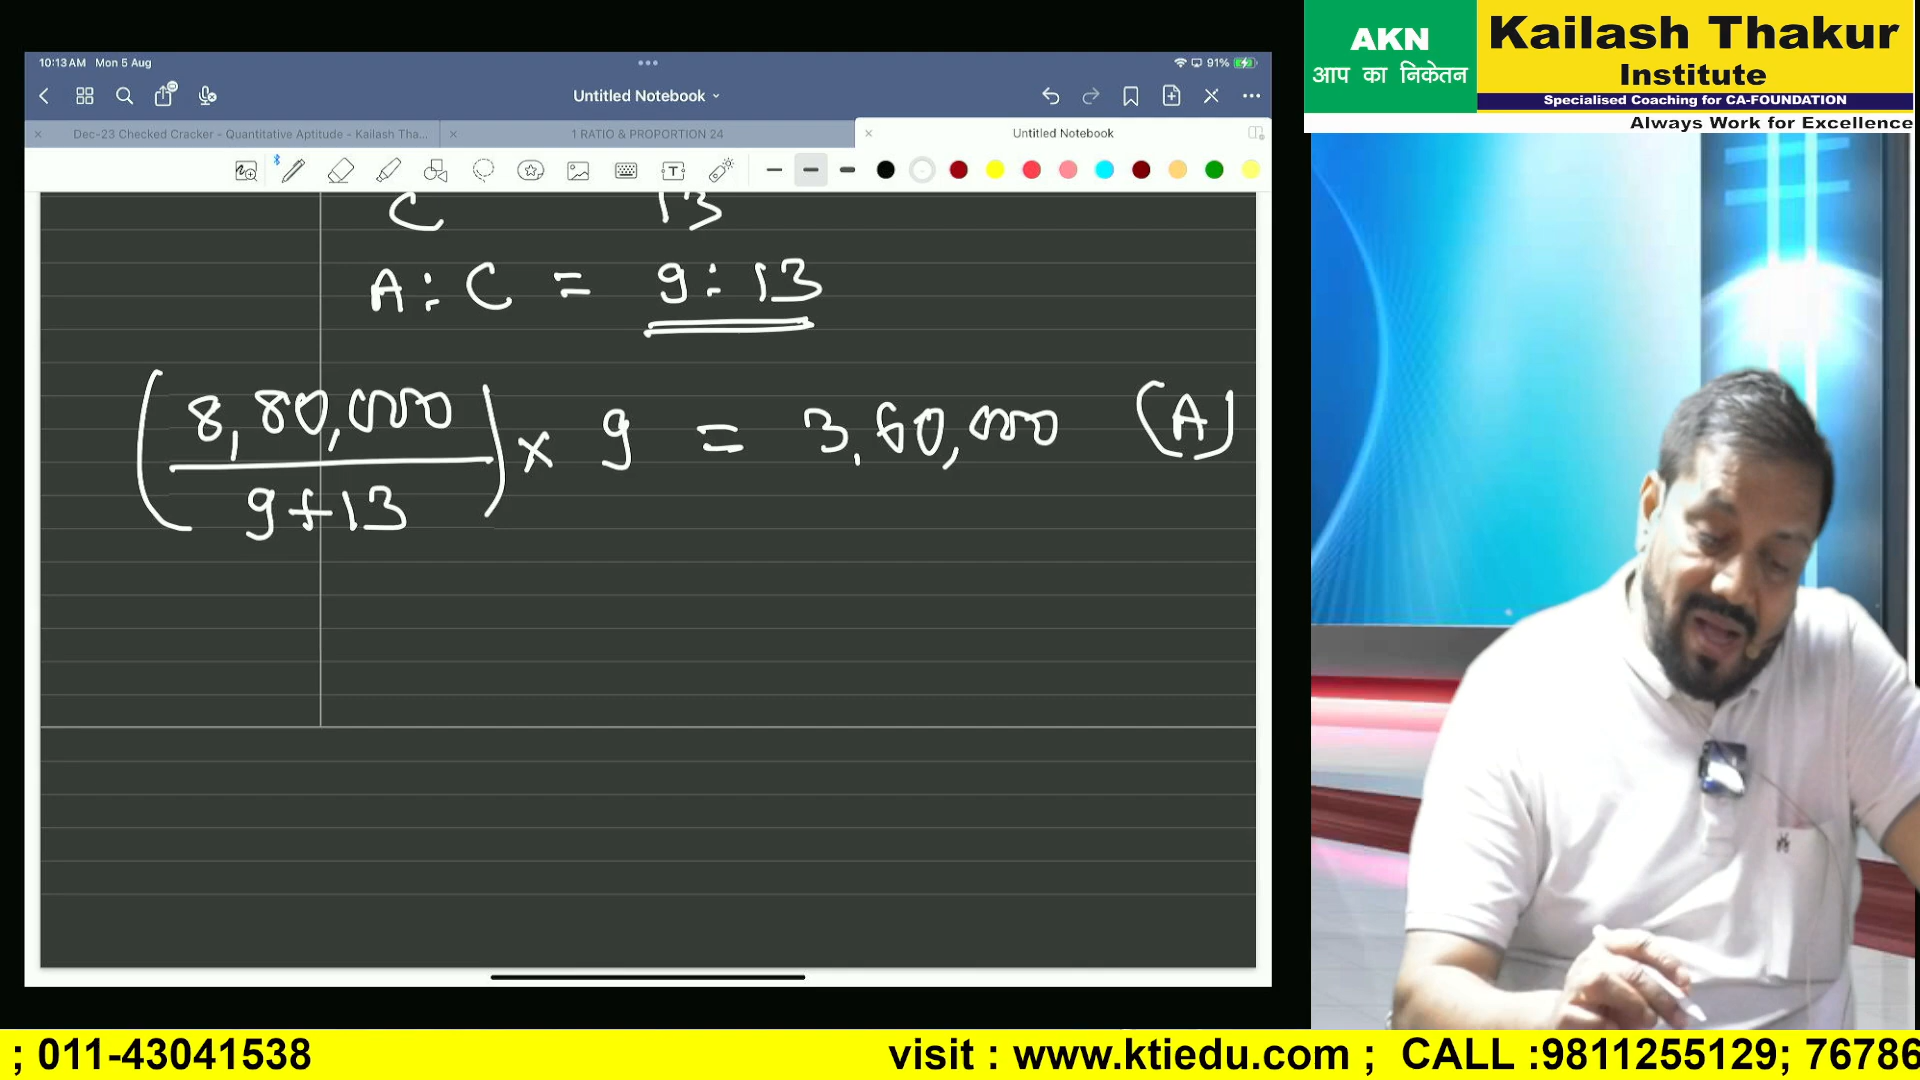 AKN
आप का निकेतन
Kailash Thakur
Institute
Specialised Coaching for CA-FOUNDATION
Always Work for Excellence
10:13 AM Mon 5 Aug
91%
Untitled Notebook
Dec-23 Checked Cracker - Quantitative Aptitude - Kailash Tha...
1 RATIO & PROPORTION 24
Untitled Notebook
C 13
A : C = 9 : 13
(8,80,000 / 9+13) × 9 = 3,60,000 (A)
; 011-43041538 visit : www.ktiedu.com ; CALL :9811255129; 76786